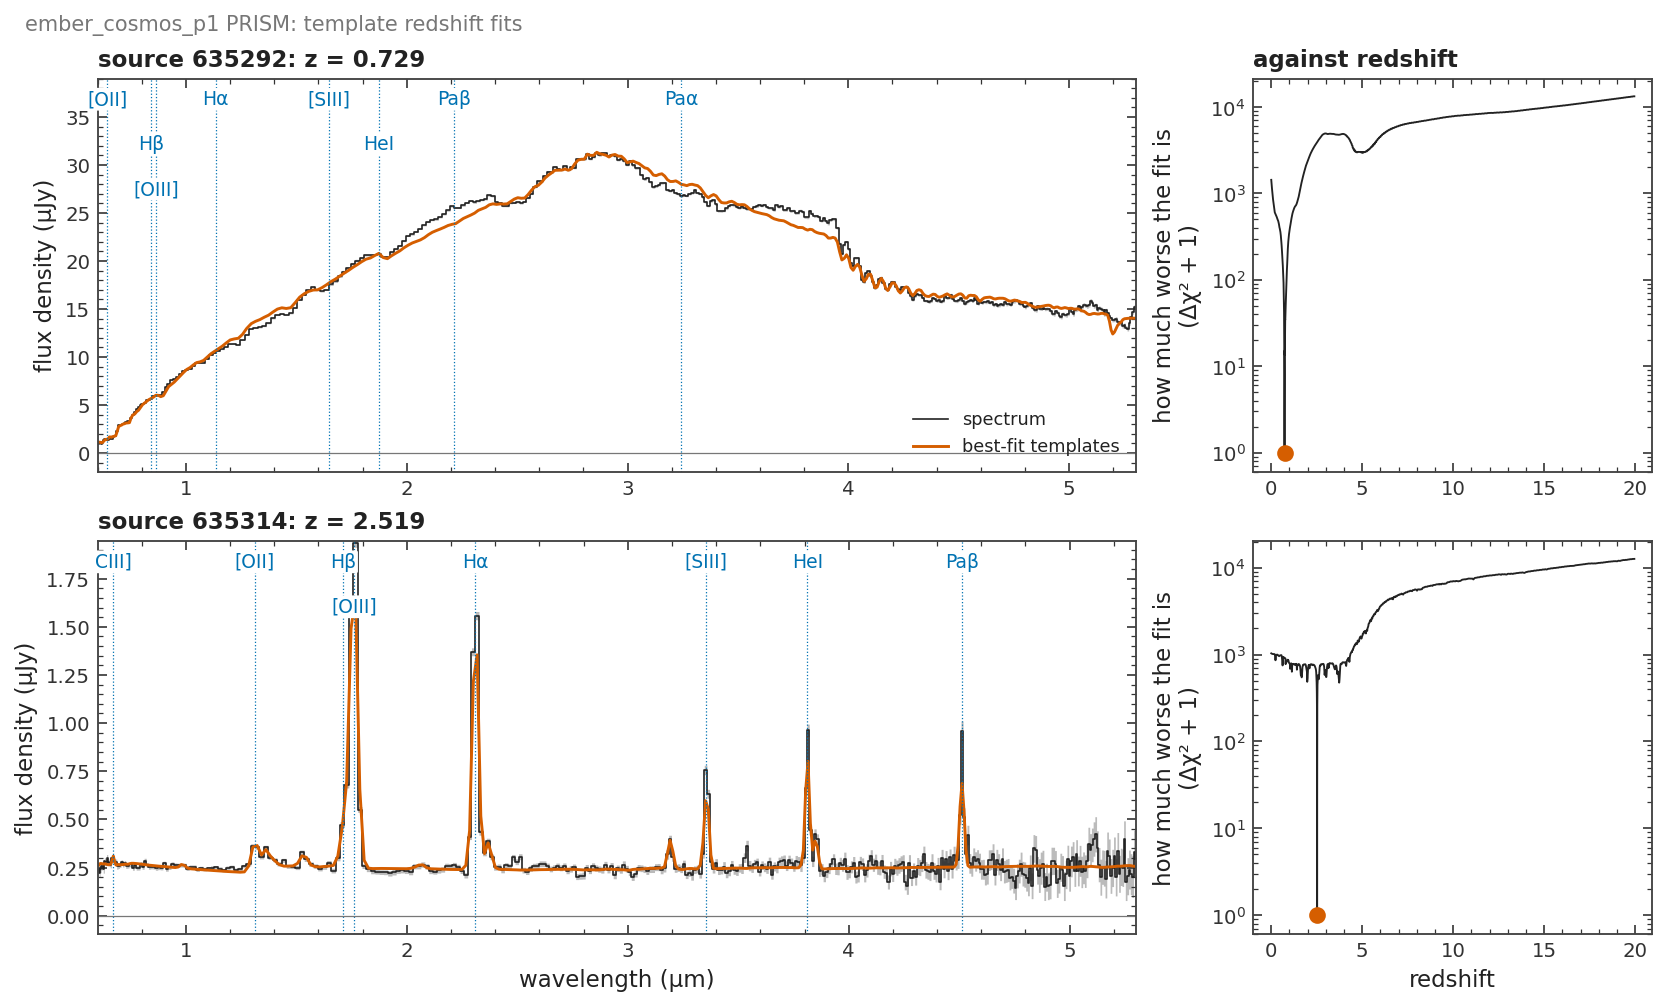 ember_cosmos_p1 PRISM: template redshift fits
source 635292: z = 0.729
against redshift
[OII]
Hα
[SIII]
Paβ
Paα
Hβ
HeI
[OIII]
flux density (μJy)
35
30
25
20
15
10
5
0
spectrum
best-fit templates
1
2
3
4
5
how much worse the fit is
(Δχ² + 1)
10⁴
10³
10²
10¹
10⁰
0
5
10
15
20
source 635314: z = 2.519
CIII]
[OII]
Hβ
Hα
[SIII]
HeI
Paβ
[OIII]
flux density (μJy)
1.75
1.50
1.25
1.00
0.75
0.50
0.25
0.00
1
2
3
4
5
wavelength (μm)
how much worse the fit is
(Δχ² + 1)
10⁴
10³
10²
10¹
10⁰
0
5
10
15
20
redshift